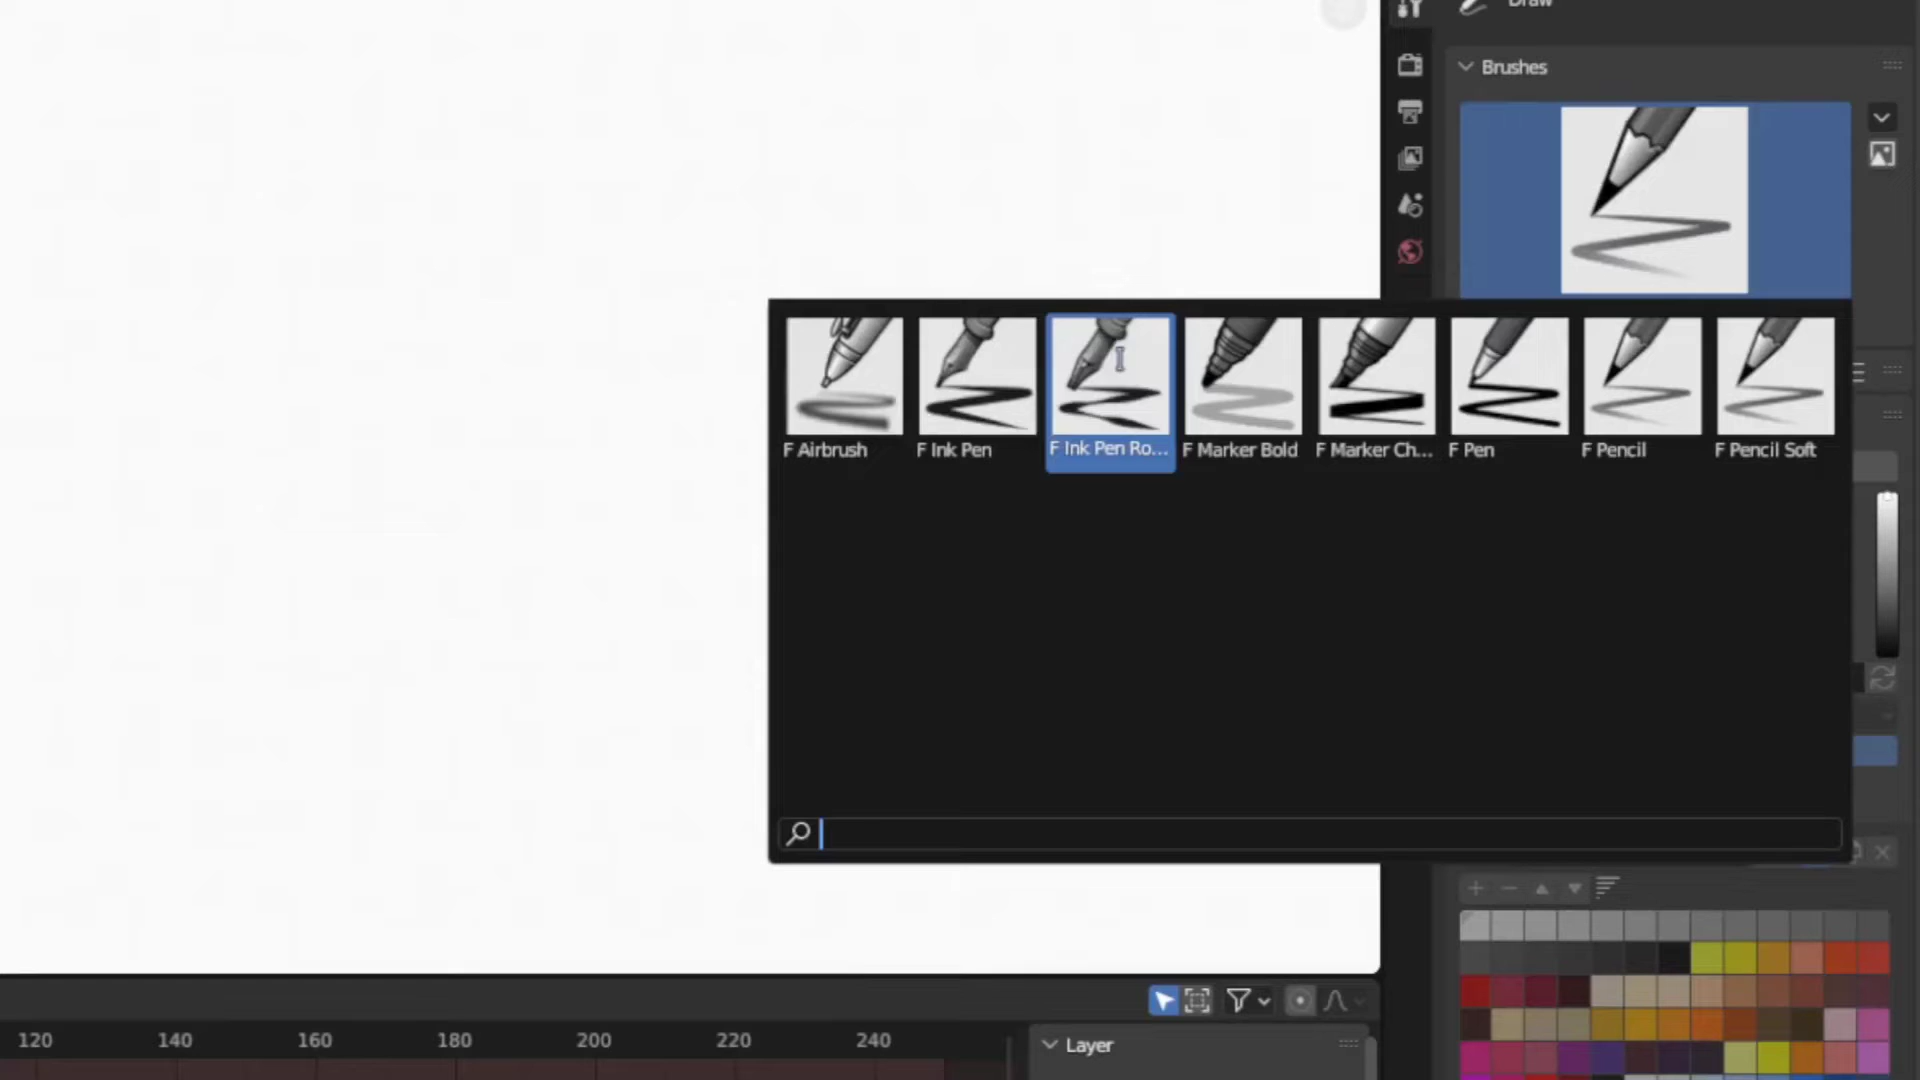 Draw
Brushes
F Airbrush
F Ink Pen
F Ink Pen Ro...
F Marker Bold
F Marker Ch...
F Pen
F Pencil
F Pencil Soft
120 140 160 180 200 220 240
Layer